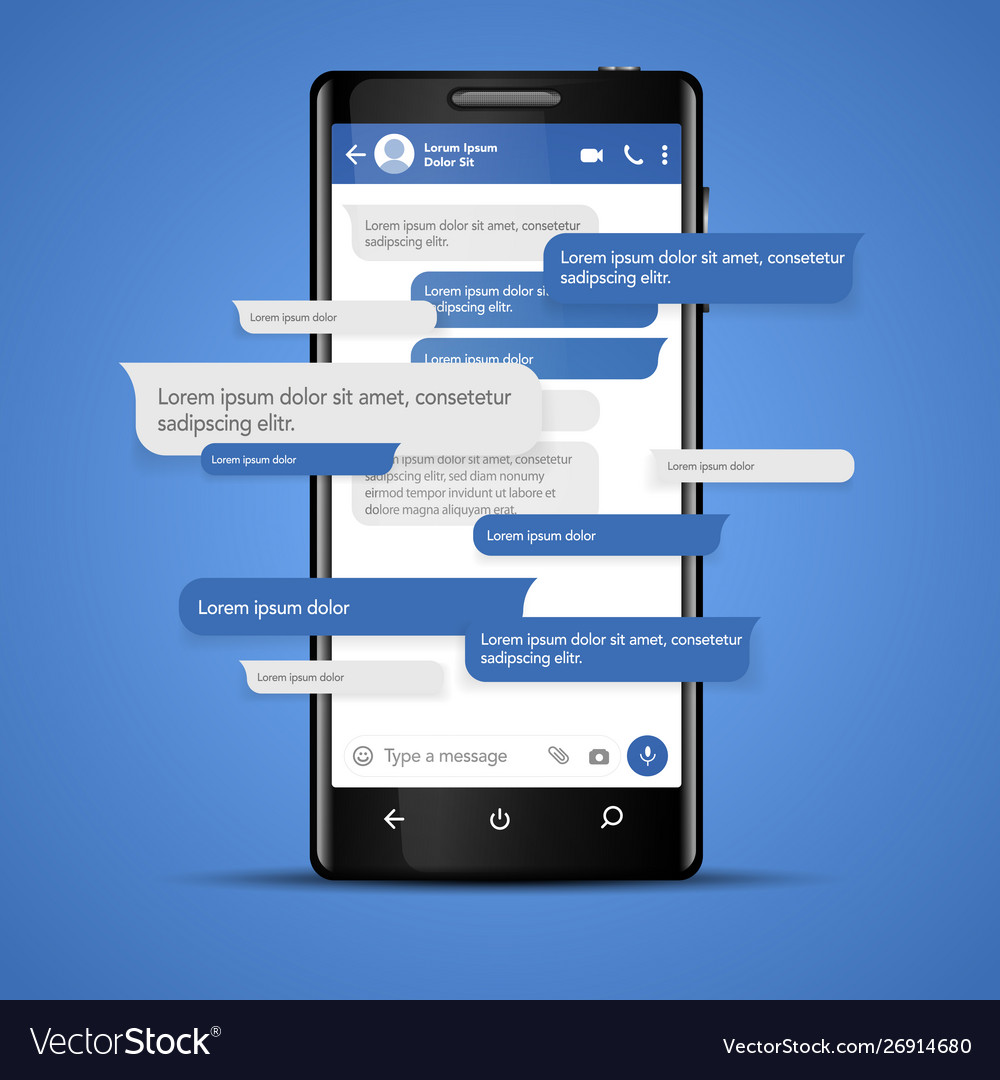 Lorum Ipsum
Dolor Sit
Lorem ipsum dolor sit amet, consetetur
sadipscing elitr.
Lorem ipsum dolor sit amet, consetetur
sadipscing elitr.
Lorem ipsum dolor si
adipscing elitr.
Lorem ipsum dolor
Lorem ipsum dolor
Lorem ipsum dolor sit amet, consetetur
sadipscing elitr.
Lorem ipsum dolor
ipsum dolor sit amet, consetetur
sadipscing elitr, sed diam nonumy
eirmod tempor invidunt ut labore et
dolore magna aliquyam erat.
Lorem ipsum dolor
Lorem ipsum dolor
Lorem ipsum dolor
Lorem ipsum dolor sit amet, consetetur
sadipscing elitr.
Lorem ipsum dolor
Type a message
VectorStock®
VectorStock.com/26914680